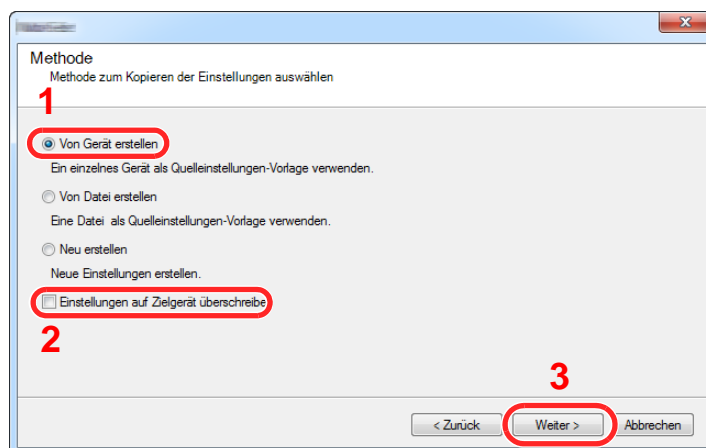 Methode
Methode zum Kopieren der Einstellungen auswählen
1
Von Gerät erstellen
Ein einzelnes Gerät als Quelleinstellungen-Vorlage verwenden.
Von Datei erstellen
Eine Datei als Quelleinstellungen-Vorlage verwenden.
Neu erstellen
Neue Einstellungen erstellen.
Einstellungen auf Zielgerät überschreibe
2
3
< Zurück Weiter > Abbrechen